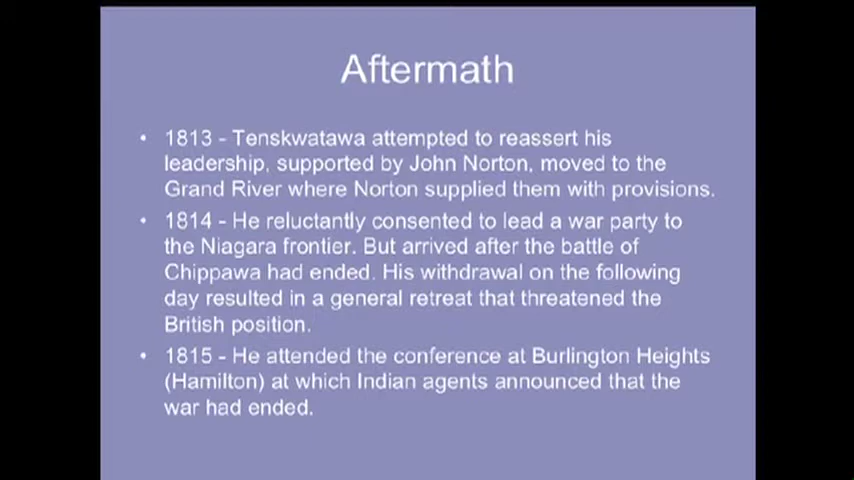 Aftermath
• 1813 - Tenskwatawa attempted to reassert his
leadership, supported by John Norton, moved to the
Grand River where Norton supplied them with provisions.
• 1814 - He reluctantly consented to lead a war party to
the Niagara frontier. But arrived after the battle of
Chippawa had ended. His withdrawal on the following
day resulted in a general retreat that threatened the
British position.
• 1815 - He attended the conference at Burlington Heights
(Hamilton) at which Indian agents announced that the
war had ended.